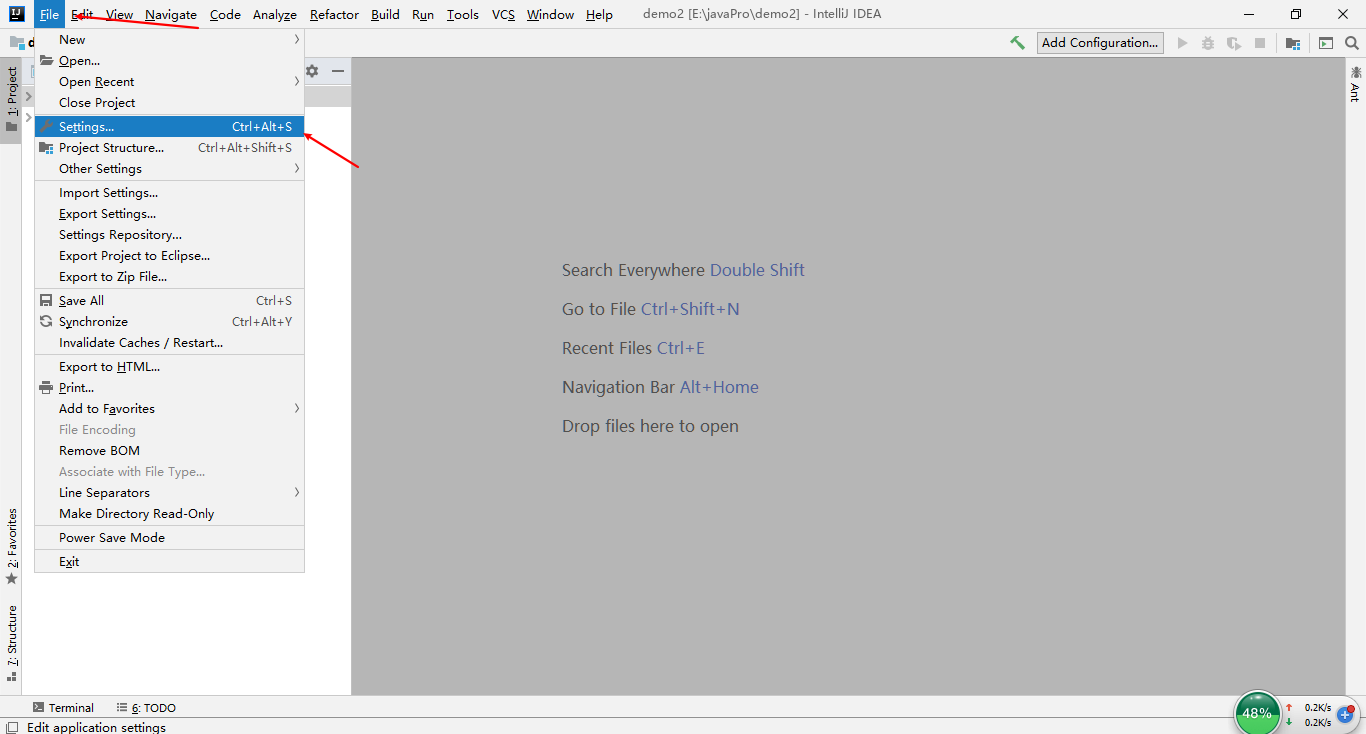 IJ File Edit View Navigate Code Analyze Refactor Build Run Tools VCS Window Help demo2 [E:\javaPro\demo2] - IntelliJ IDEA
Add Configuration...
New
Open...
Open Recent
Close Project
Settings... Ctrl+Alt+S
Project Structure... Ctrl+Alt+Shift+S
Other Settings
Import Settings...
Export Settings...
Settings Repository...
Export Project to Eclipse...
Export to Zip File...
Save All Ctrl+S
Synchronize Ctrl+Alt+Y
Invalidate Caches / Restart...
Export to HTML...
Print...
Add to Favorites
File Encoding
Remove BOM
Associate with File Type...
Line Separators
Make Directory Read-Only
Power Save Mode
Exit
1: Project
2: Favorites
7: Structure
Search Everywhere Double Shift
Go to File Ctrl+Shift+N
Recent Files Ctrl+E
Navigation Bar Alt+Home
Drop files here to open
Ant
Terminal 6: TODO
Edit application settings
48%
0.2K/s
0.2K/s